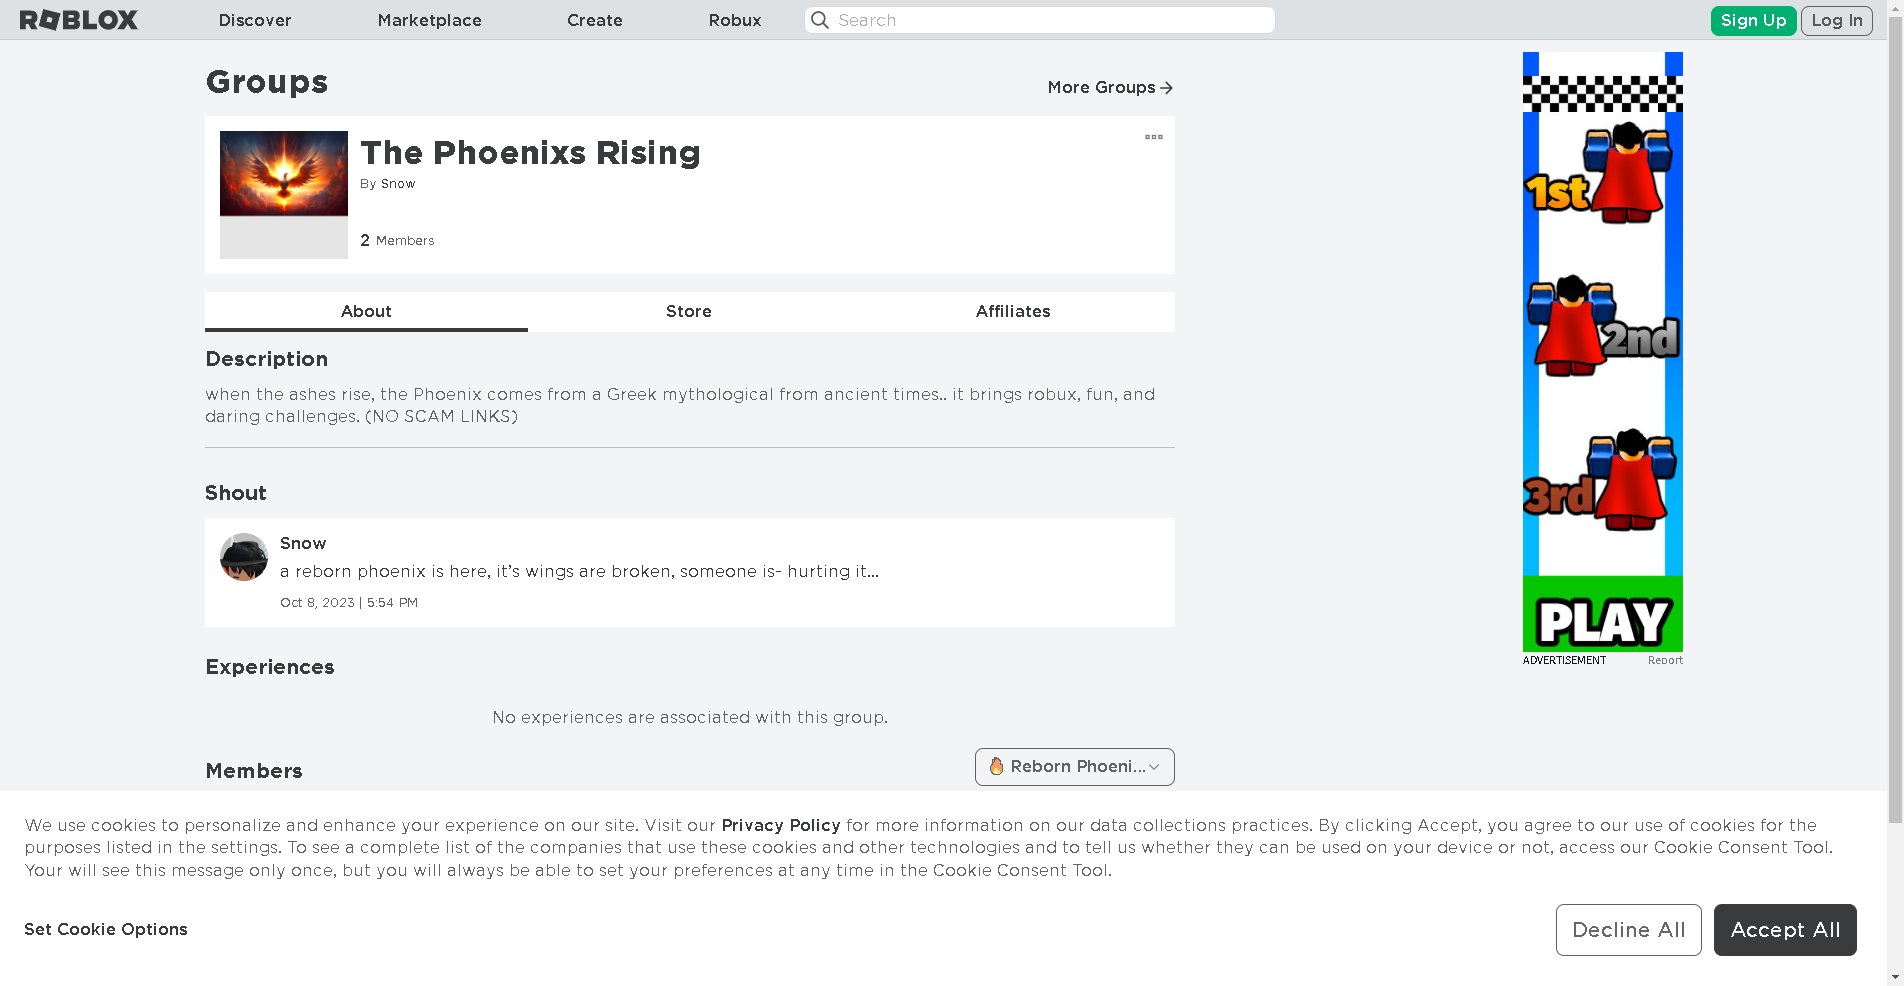 ROBLOX
Discover
Marketplace
Create
Robux
Search
Sign Up
Log In
Groups
More Groups
The Phoenixs Rising
By Snow
2 Members
About
Store
Affiliates
Description
when the ashes rise, the Phoenix comes from a Greek mythological from ancient times.. it brings robux, fun, and
daring challenges. (NO SCAM LINKS)
Shout
Snow
a reborn phoenix is here, it’s wings are broken, someone is- hurting it...
Oct 8, 2023 | 5:54 PM
Experiences
No experiences are associated with this group.
Members
Reborn Phoeni...
1st
2nd
3rd
PLAY
ADVERTISEMENT
Report
We use cookies to personalize and enhance your experience on our site. Visit our Privacy Policy for more information on our data collections practices. By clicking Accept, you agree to our use of cookies for the
purposes listed in the settings. To see a complete list of the companies that use these cookies and other technologies and to tell us whether they can be used on your device or not, access our Cookie Consent Tool.
Your will see this message only once, but you will always be able to set your preferences at any time in the Cookie Consent Tool.
Set Cookie Options
Decline All
Accept All